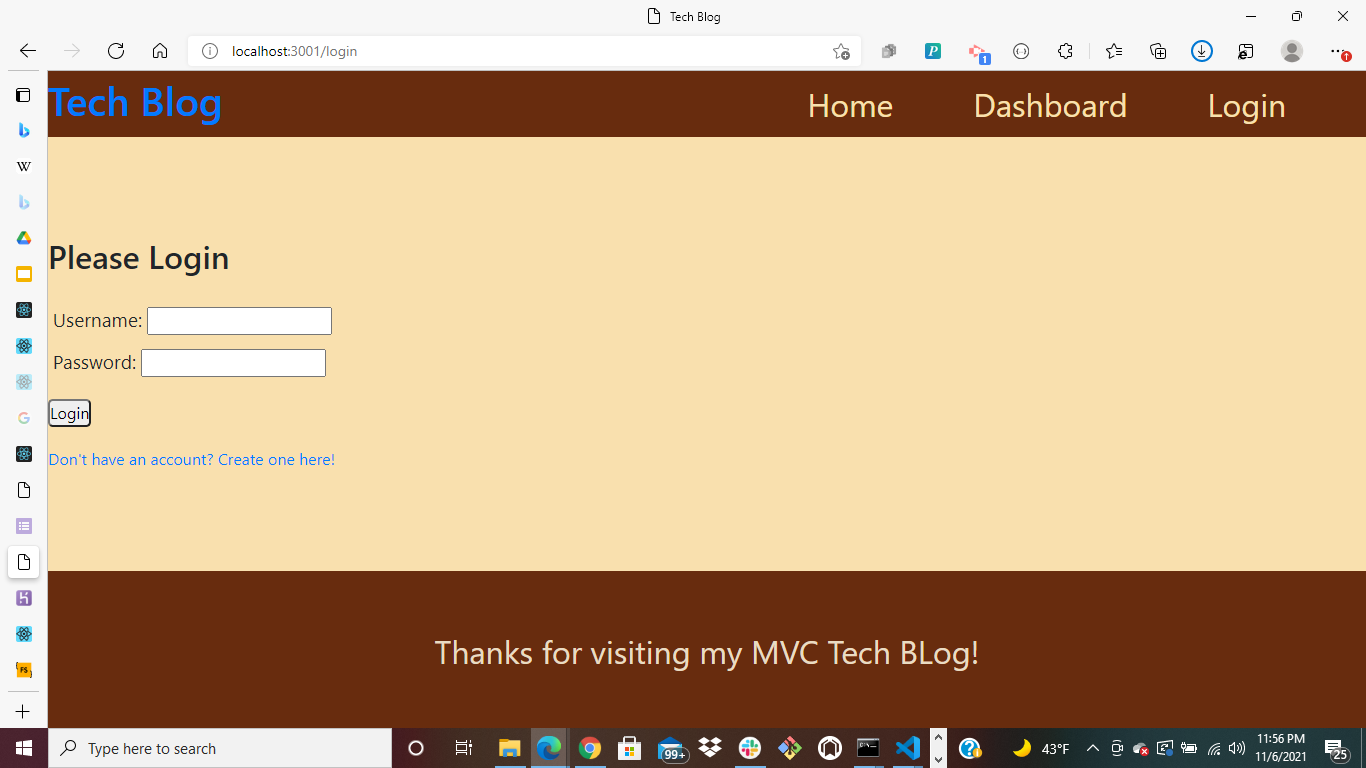 Tech Blog
localhost:3001/login
1
Tech Blog
Home Dashboard Login
Please Login
Username:
Password:
Login
Don't have an account? Create one here!
Thanks for visiting my MVC Tech BLog!
Type here to search
99+
43°F
11:56 PM
11/6/2021
25